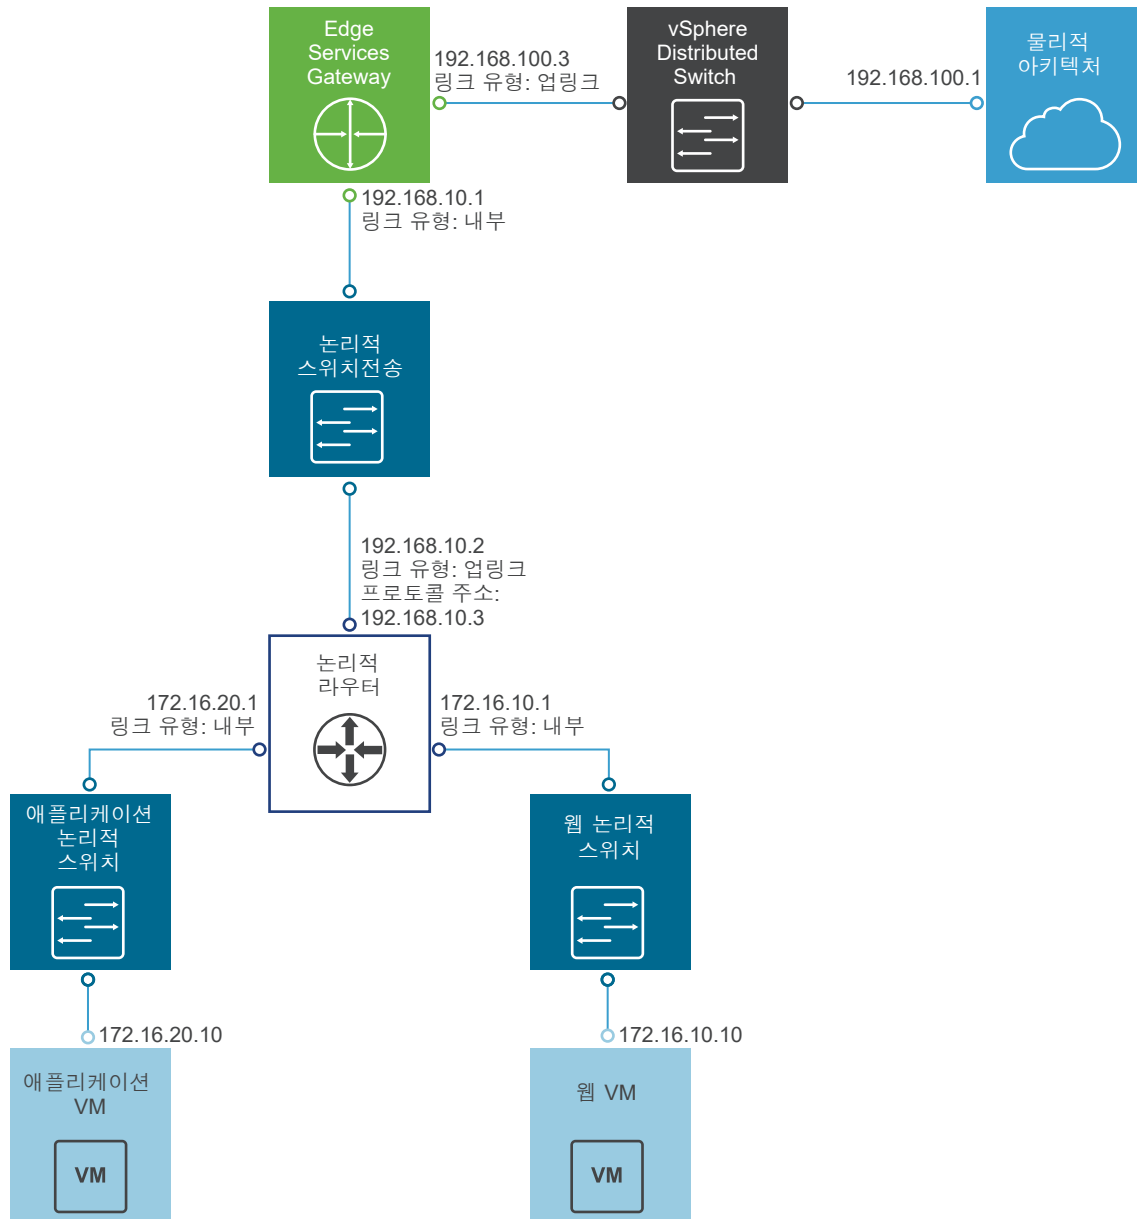 Edge
Services
Gateway
192.168.100.3
링크 유형: 업링크
vSphere
Distributed
Switch
192.168.100.1
물리적
아키텍처
192.168.10.1
링크 유형: 내부
논리적
스위치전송
192.168.10.2
링크 유형: 업링크
프로토콜 주소:
192.168.10.3
논리적
라우터
172.16.20.1
링크 유형: 내부
172.16.10.1
링크 유형: 내부
애플리케이션
논리적
스위치
웹 논리적
스위치
172.16.20.10
172.16.10.10
애플리케이션
VM
VM
웹 VM
VM